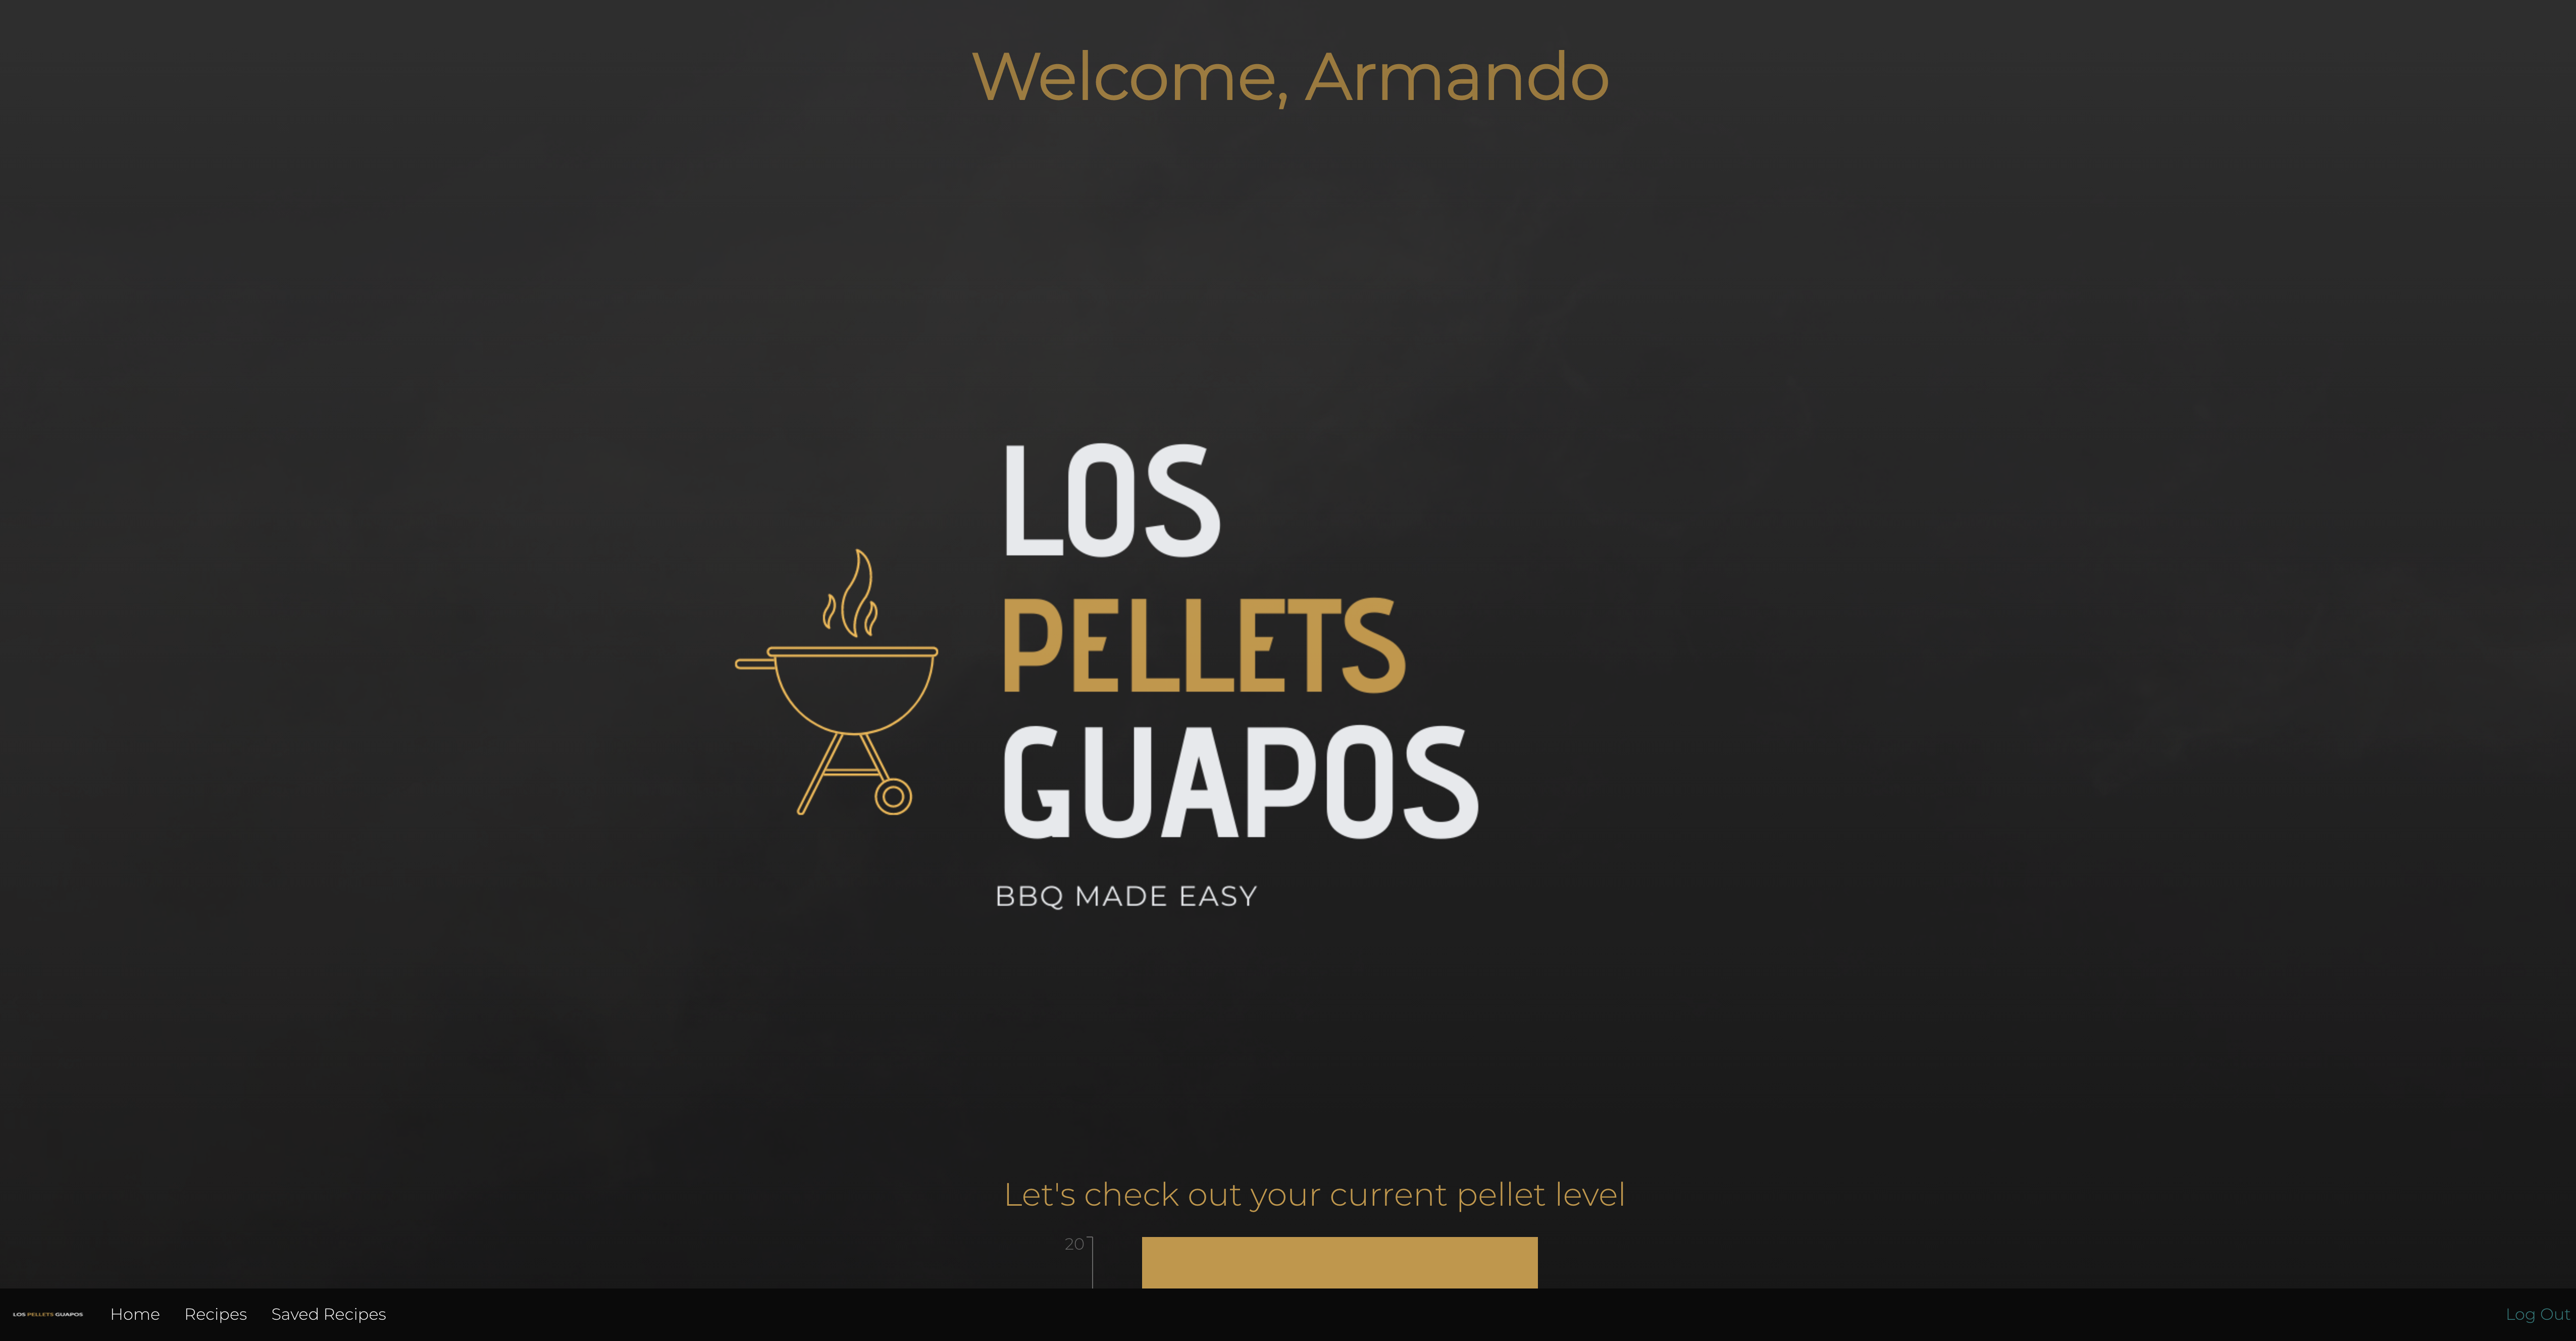 Welcome, Armando
LOS
PELLETS
GUAPOS
BBQ MADE EASY
Let's check out your current pellet level
20
LOS PELLETS GUAPOS Home Recipes Saved Recipes Log Out